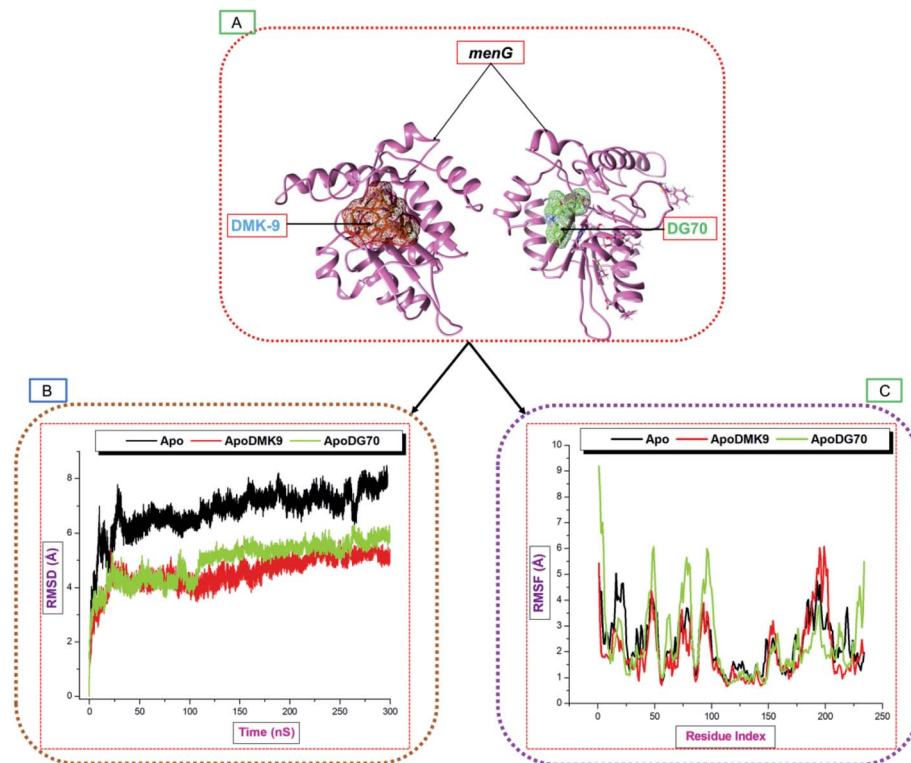 A
menG
DMK-9
DG70
B
Apo ApoDMK9 ApoDG70
8
6
4
2
0
RMSD (Å)
0 50 100 150 200 250 300
Time (nS)
C
Apo ApoDMK9 ApoDG70
10
9
8
7
6
5
4
3
2
1
0
RMSF (Å)
0 50 100 150 200 250
Residue Index